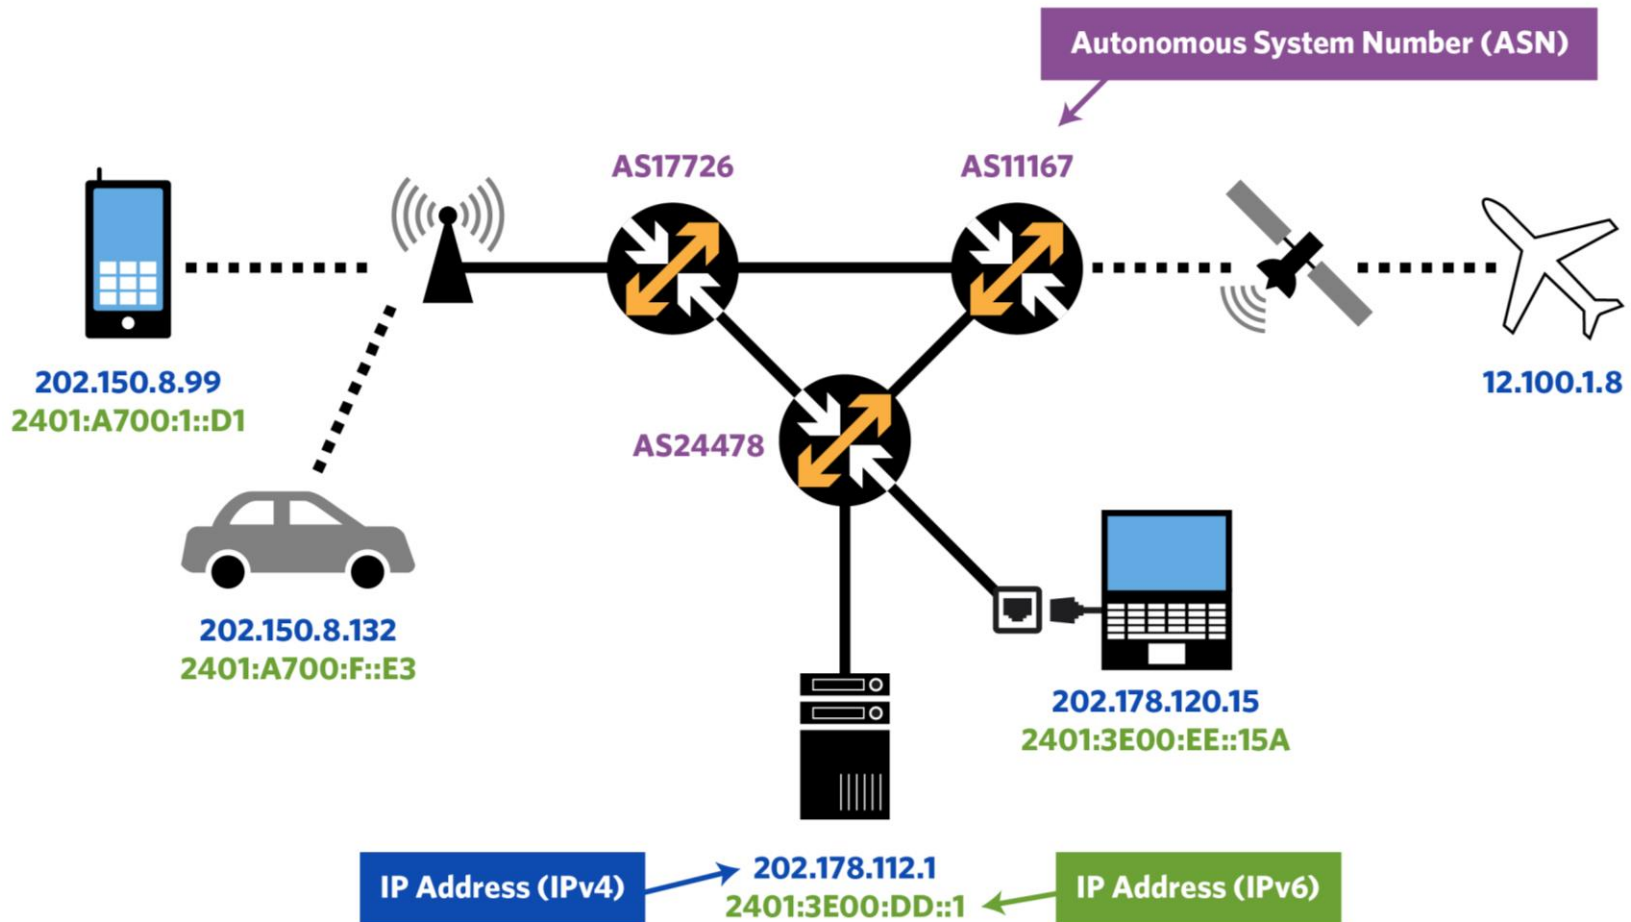 Autonomous System Number (ASN)
AS17726
AS11167
202.150.8.99
2401:A700:1::D1
12.100.1.8
AS24478
202.150.8.132
2401:A700:F::E3
202.178.120.15
2401:3E00:EE::15A
IP Address (IPv4)
202.178.112.1
2401:3E00:DD::1
IP Address (IPv6)